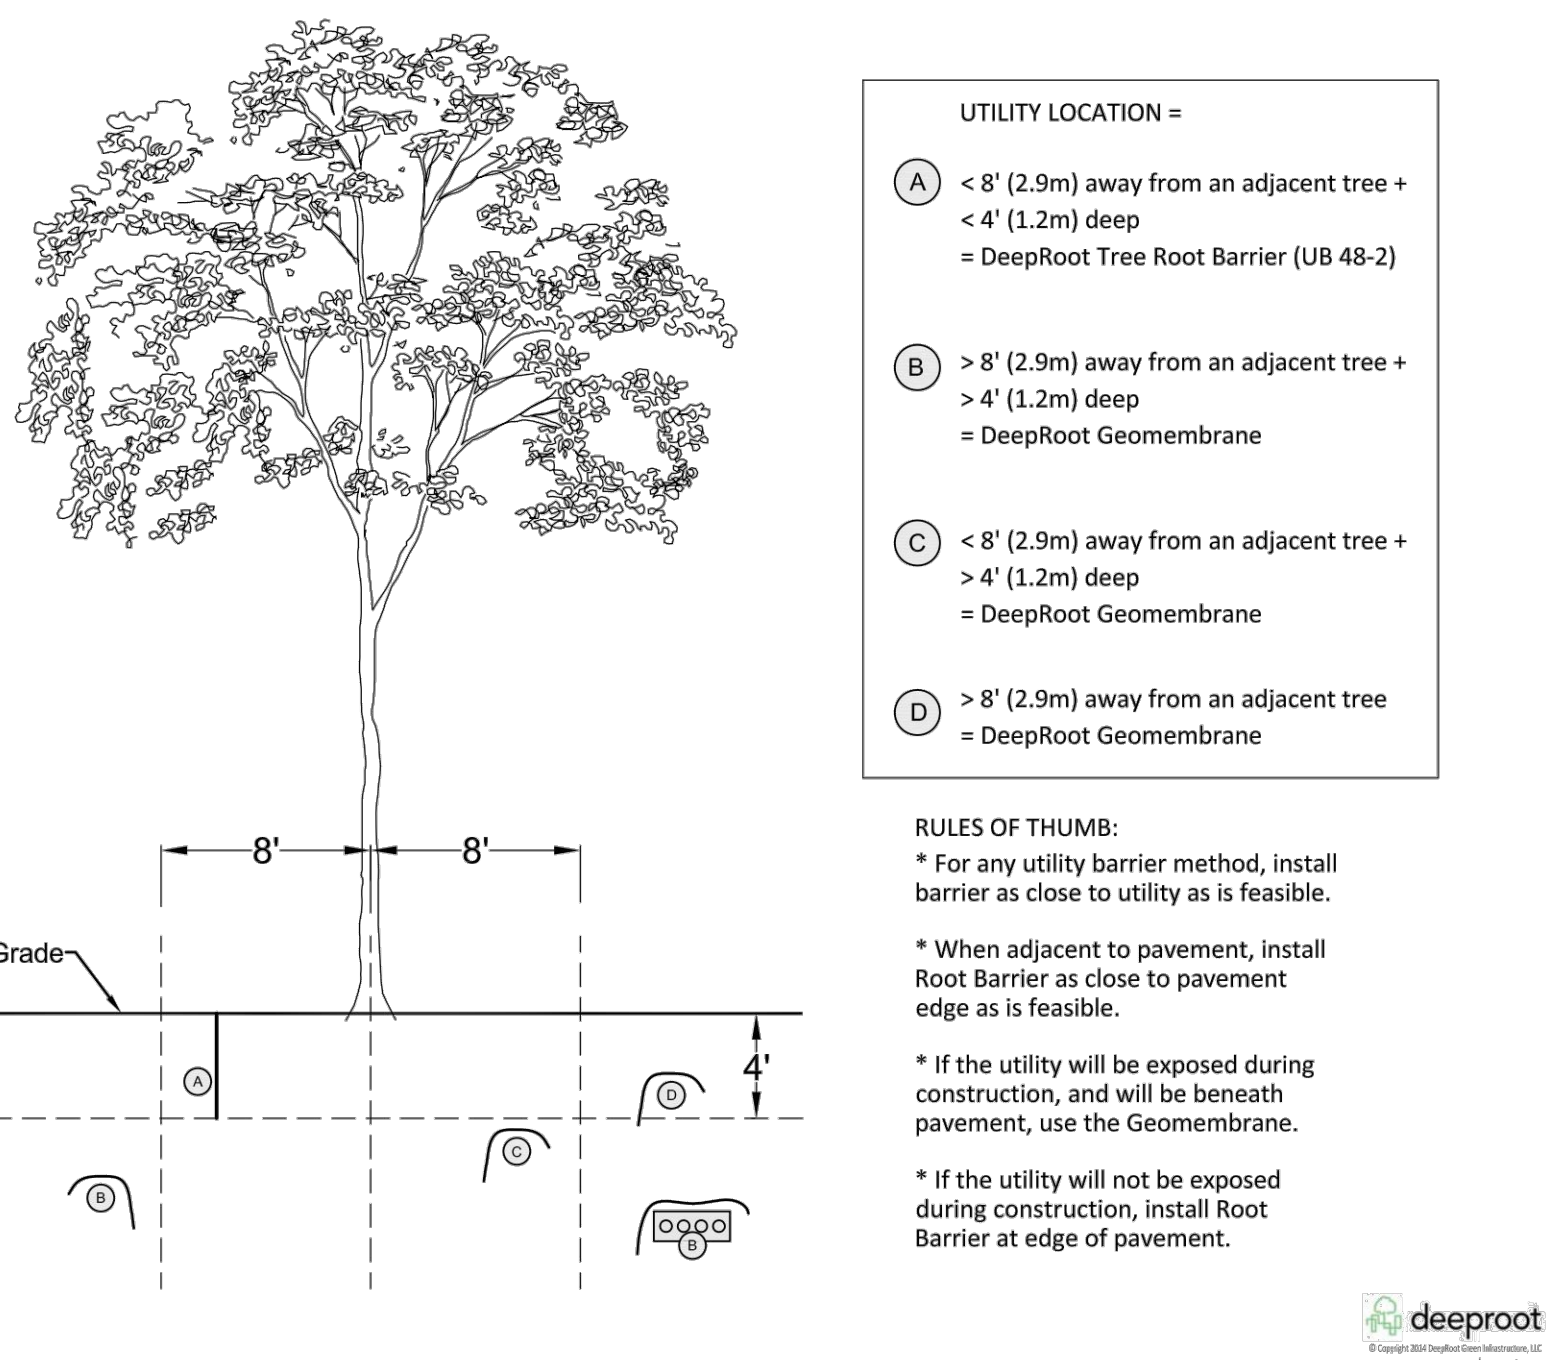 UTILITY LOCATION =
A
< 8' (2.9m) away from an adjacent tree +
< 4' (1.2m) deep
= DeepRoot Tree Root Barrier (UB 48-2)
B
> 8' (2.9m) away from an adjacent tree +
> 4' (1.2m) deep
= DeepRoot Geomembrane
C
< 8' (2.9m) away from an adjacent tree +
> 4' (1.2m) deep
= DeepRoot Geomembrane
D
> 8' (2.9m) away from an adjacent tree
= DeepRoot Geomembrane
RULES OF THUMB:
* For any utility barrier method, install
barrier as close to utility as is feasible.
* When adjacent to pavement, install
Root Barrier as close to pavement
edge as is feasible.
* If the utility will be exposed during
construction, and will be beneath
pavement, use the Geomembrane.
* If the utility will not be exposed
during construction, install Root
Barrier at edge of pavement.
8'
8'
Grade
4'
A
D
C
B
B
deeproot
© Copyright 2014 DeepRoot Green Infrastructure, LLC